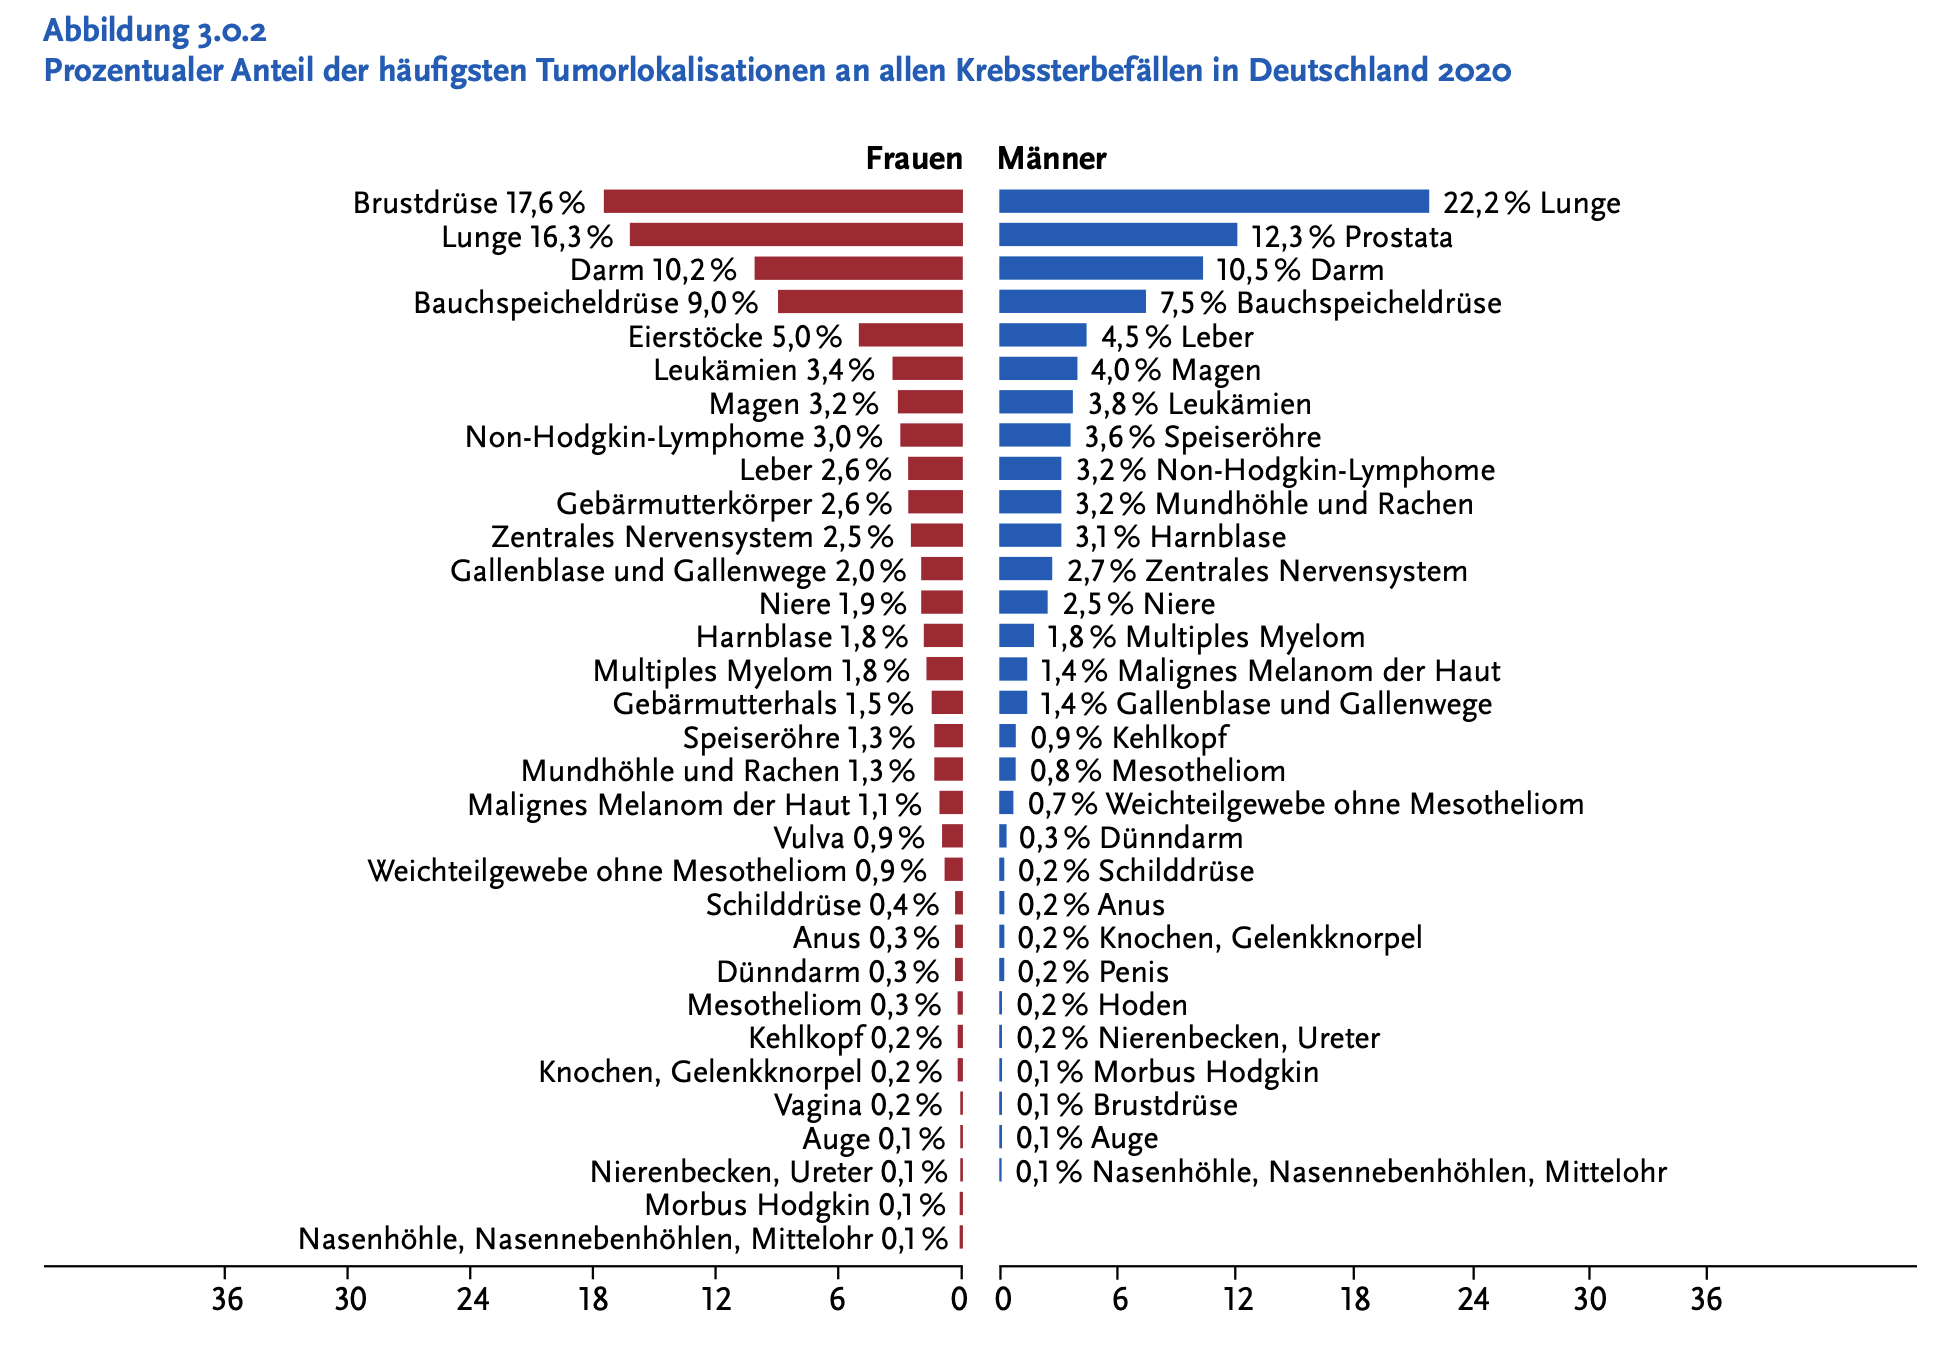 Abbildung 3.0.2
Prozentualer Anteil der häufigsten Tumorlokalisationen an allen Krebssterbefällen in Deutschland 2020
Frauen Männer
Brustdrüse 17,6 % 22,2 % Lunge
Lunge 16,3 % 12,3 % Prostata
Darm 10,2 % 10,5 % Darm
Bauchspeicheldrüse 9,0 % 7,5 % Bauchspeicheldrüse
Eierstöcke 5,0 % 4,5 % Leber
Leukämien 3,4 % 4,0 % Magen
Magen 3,2 % 3,8 % Leukämien
Non-Hodgkin-Lymphome 3,0 % 3,6 % Speiseröhre
Leber 2,6 % 3,2 % Non-Hodgkin-Lymphome
Gebärmutterkörper 2,6 % 3,2 % Mundhöhle und Rachen
Zentrales Nervensystem 2,5 % 3,1 % Harnblase
Gallenblase und Gallenwege 2,0 % 2,7 % Zentrales Nervensystem
Niere 1,9 % 2,5 % Niere
Harnblase 1,8 % 1,8 % Multiples Myelom
Multiples Myelom 1,8 % 1,4 % Malignes Melanom der Haut
Gebärmutterhals 1,5 % 1,4 % Gallenblase und Gallenwege
Speiseröhre 1,3 % 0,9 % Kehlkopf
Mundhöhle und Rachen 1,3 % 0,8 % Mesotheliom
Malignes Melanom der Haut 1,1 % 0,7 % Weichteilgewebe ohne Mesotheliom
Vulva 0,9 % 0,3 % Dünndarm
Weichteilgewebe ohne Mesotheliom 0,9 % 0,2 % Schilddrüse
Schilddrüse 0,4 % 0,2 % Anus
Anus 0,3 % 0,2 % Knochen, Gelenkknorpel
Dünndarm 0,3 % 0,2 % Penis
Mesotheliom 0,3 % 0,2 % Hoden
Kehlkopf 0,2 % 0,2 % Nierenbecken, Ureter
Knochen, Gelenkknorpel 0,2 % 0,1 % Morbus Hodgkin
Vagina 0,2 % 0,1 % Brustdrüse
Auge 0,1 % 0,1 % Auge
Nierenbecken, Ureter 0,1 % 0,1 % Nasenhöhle, Nasennebenhöhlen, Mittelohr
Morbus Hodgkin 0,1 %
Nasenhöhle, Nasennebenhöhlen, Mittelohr 0,1 %
36 30 24 18 12 6 0 0 6 12 18 24 30 36